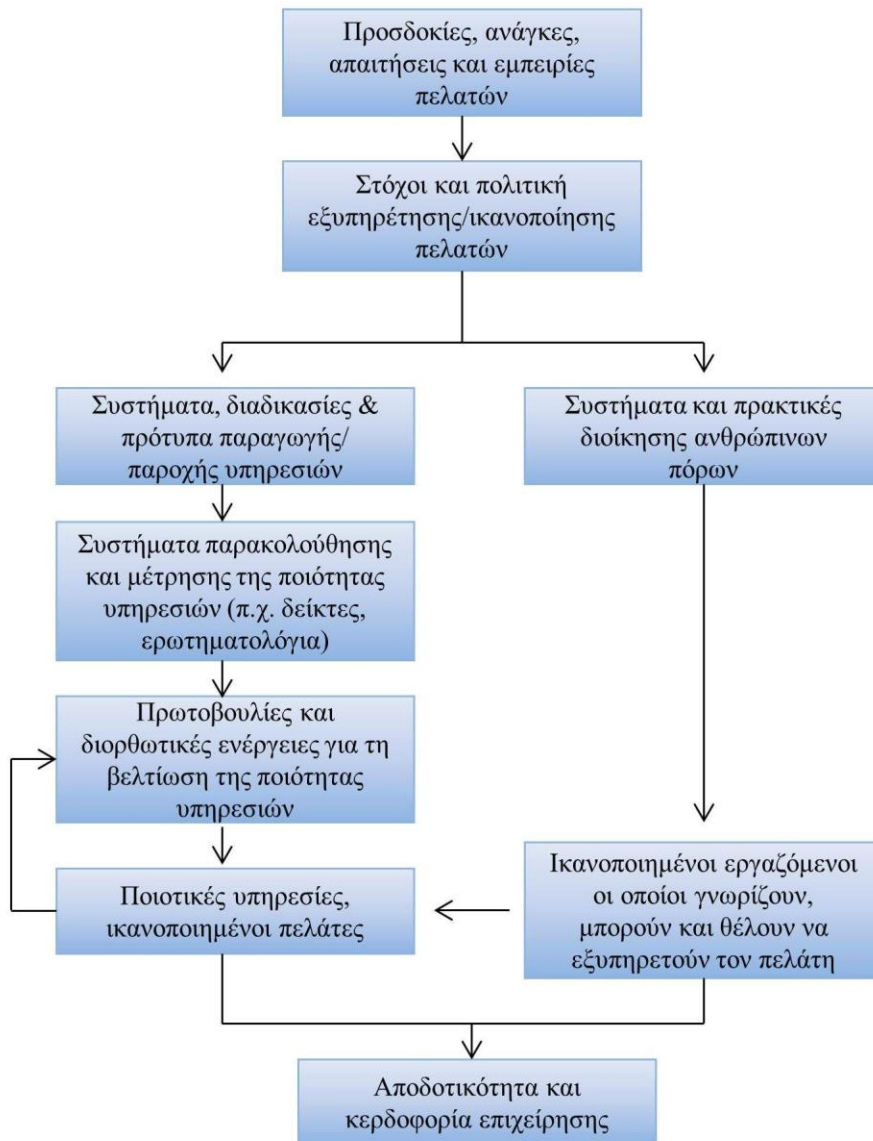 Προσδοκίες, ανάγκες,
απαιτήσεις και εμπειρίες
πελατών
Στόχοι και πολιτική
εξυπηρέτησης/ικανοποίησης
πελατών
Συστήματα, διαδικασίες &
πρότυπα παραγωγής/
παροχής υπηρεσιών
Συστήματα και πρακτικές
διοίκησης ανθρώπινων
πόρων
Συστήματα παρακολούθησης
και μέτρησης της ποιότητας
υπηρεσιών (π.χ. δείκτες,
ερωτηματολόγια)
Πρωτοβουλίες και
διορθωτικές ενέργειες για τη
βελτίωση της ποιότητας
υπηρεσιών
Ποιοτικές υπηρεσίες,
ικανοποιημένοι πελάτες
Ικανοποιημένοι εργαζόμενοι
οι οποίοι γνωρίζουν,
μπορούν και θέλουν να
εξυπηρετούν τον πελάτη
Αποδοτικότητα και
κερδοφορία επιχείρησης